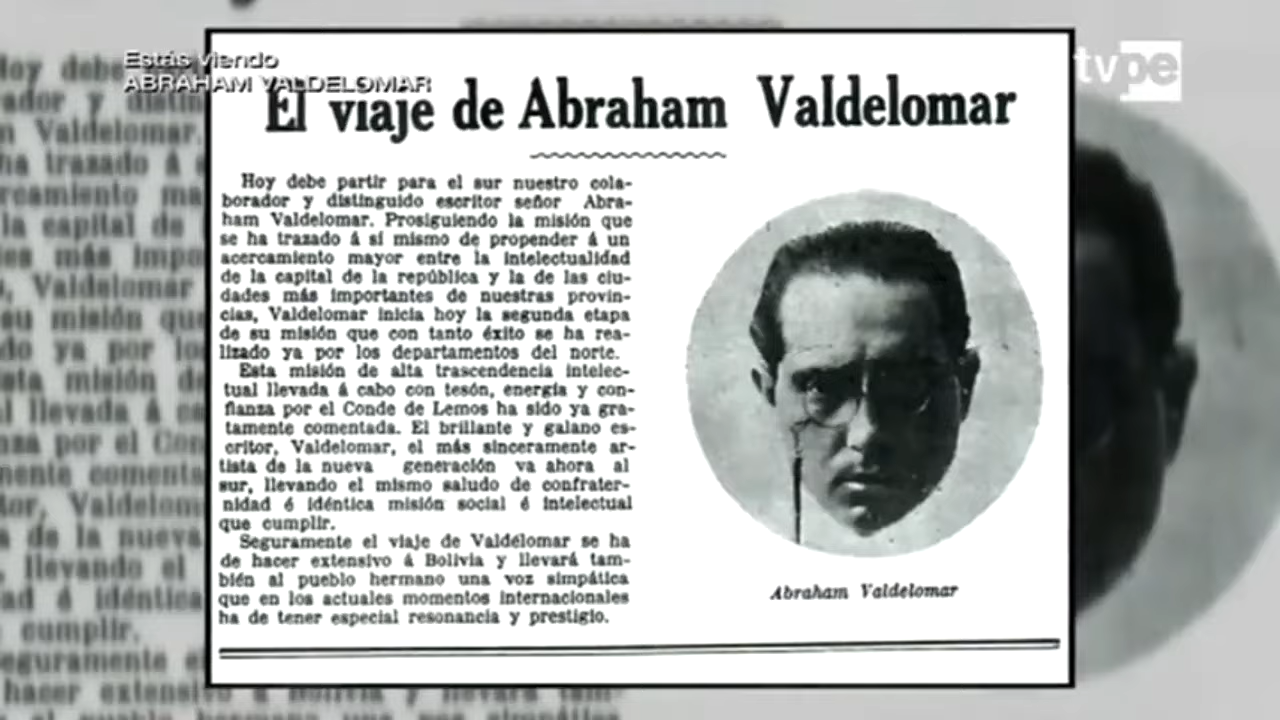 Estás viendo
ABRAHAM VALDELOMAR
tvpe
El viaje de Abraham Valdelomar
Hoy debe partir para el sur nuestro cola-
borador y distinguido escritor señor Abra-
ham Valdelomar. Prosiguiendo la misión que
se ha trazado á sí mismo de propender á un
acercamiento mayor entre la intelectualidad
de la capital de la república y la de las ciu-
dades más importantes de nuestras provin-
cias, Valdelomar inicia hoy la segunda etapa
de su misión que con tanto éxito se ha rea-
lizado ya por los departamentos del norte.
Esta misión de alta trascendencia intelec-
tual llevada á cabo con tesón, energía y con-
fianza por el Conde de Lemos ha sido ya gra-
tamente comentada. El brillante y galano es-
critor, Valdelomar, el más sinceramente ar-
tista de la nueva generación va ahora al
sur, llevando el mismo saludo de confrater-
nidad é idéntica misión social é intelectual
que cumplir.
Seguramente el viaje de Valdélomar se ha
de hacer extensivo á Bolivia y llevará tam-
bién al pueblo hermano una voz simpática
que en los actuales momentos internacionales
ha de tener especial resonancia y prestigio.
Abraham Valdelomar